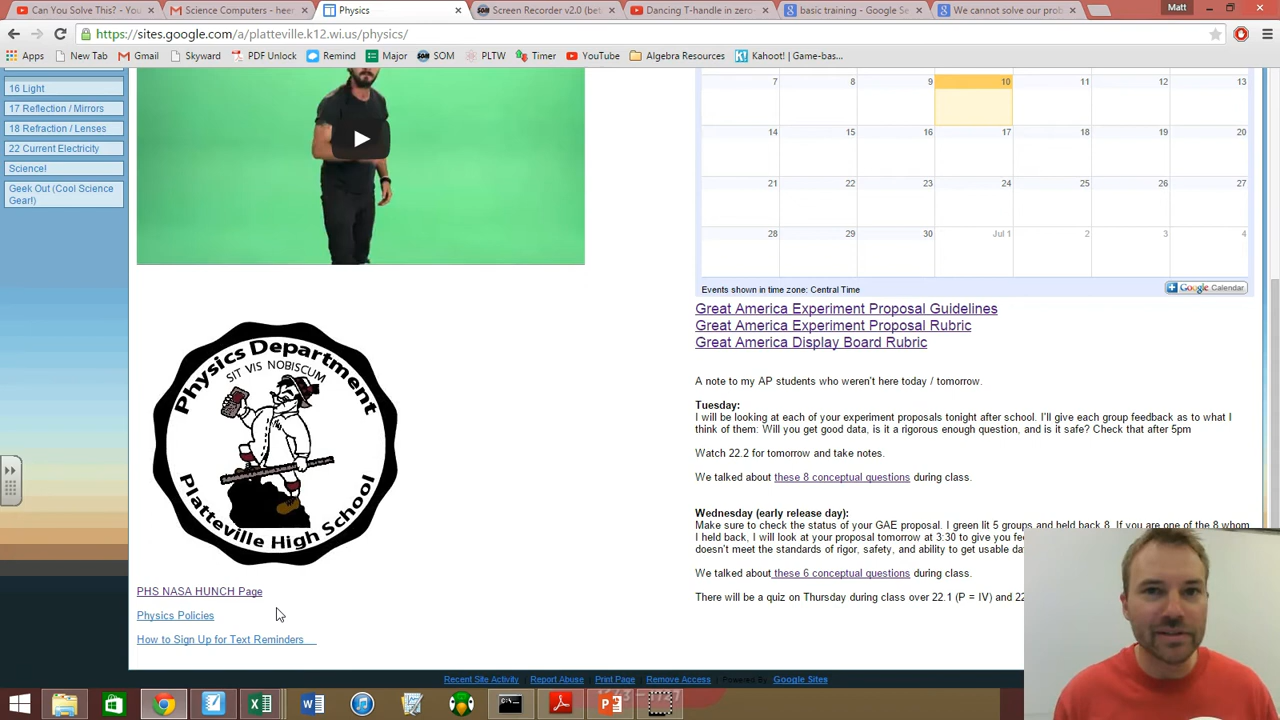 Can You Solve This? - You
Science Computers - heer
Physics
Screen Recorder v2.0 (bet
Dancing T-handle in zero-
basic training - Google Se
We cannot solve our prob
Matt
https://sites.google.com/a/platteville.k12.wi.us/physics/
Apps
New Tab
Gmail
Skyward
PDF Unlock
Remind
Major
SOM
PLTW
Timer
YouTube
Algebra Resources
Kahoot! | Game-bas...
16 Light
17 Reflection / Mirrors
18 Refraction / Lenses
22 Current Electricity
Science!
Geek Out (Cool Science
Gear!)
7 8 9 10 11 12 13
14 15 16 17 18 19 20
21 22 23 24 25 26 27
28 29 30 Jul 1 2 3 4
Events shown in time zone: Central Time
Google Calendar
Physics Department
SIT VIS NOBISCUM
Platteville High School
PHS NASA HUNCH Page
Physics Policies
How to Sign Up for Text Reminders
Great America Experiment Proposal Guidelines
Great America Experiment Proposal Rubric
Great America Display Board Rubric
A note to my AP students who weren't here today / tomorrow.
Tuesday:
I will be looking at each of your experiment proposals tonight after school. I'll give each group feedback as to what I
think of them: Will you get good data, is it a rigorous enough question, and is it safe? Check that after 5pm
Watch 22.2 for tomorrow and take notes.
We talked about these 8 conceptual questions during class.
Wednesday (early release day):
Make sure to check the status of your GAE proposal. I green lit 5 groups and held back 8. If you are one of the 8 whom
I held back, I will look at your proposal tomorrow at 3:30 to give you fee
doesn't meet the standards of rigor, safety, and ability to get usable da
We talked about these 6 conceptual questions during class.
There will be a quiz on Thursday during class over 22.1 (P = IV) and 22
Recent Site Activity | Report Abuse | Print Page | Remove Access | Powered By Google Sites